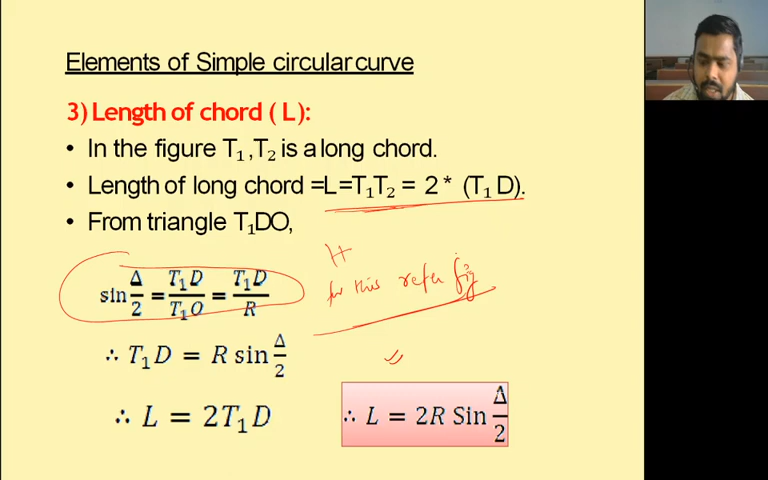 Elements of Simple circular curve
3) Length of chord ( L):
• In the figure T₁ ,T₂ is a long chord.
• Length of long chord =L=T₁T₂ = 2 * (T₁ D).
• From triangle T₁DO,
sin Δ/2 = T₁D/T₁O = T₁D/R
for this refer fig
∴ T₁D = R sin Δ/2
∴ L = 2T₁D
∴ L = 2R Sin Δ/2